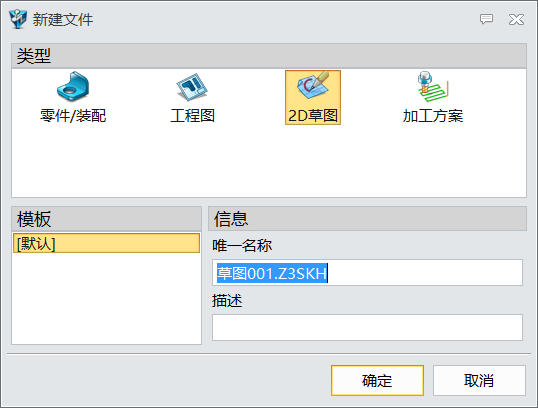 新建文件
类型
零件/装配
工程图
2D草图
加工方案
模板
[默认]
信息
唯一名称
草图001.Z3SKH
描述
确定
取消